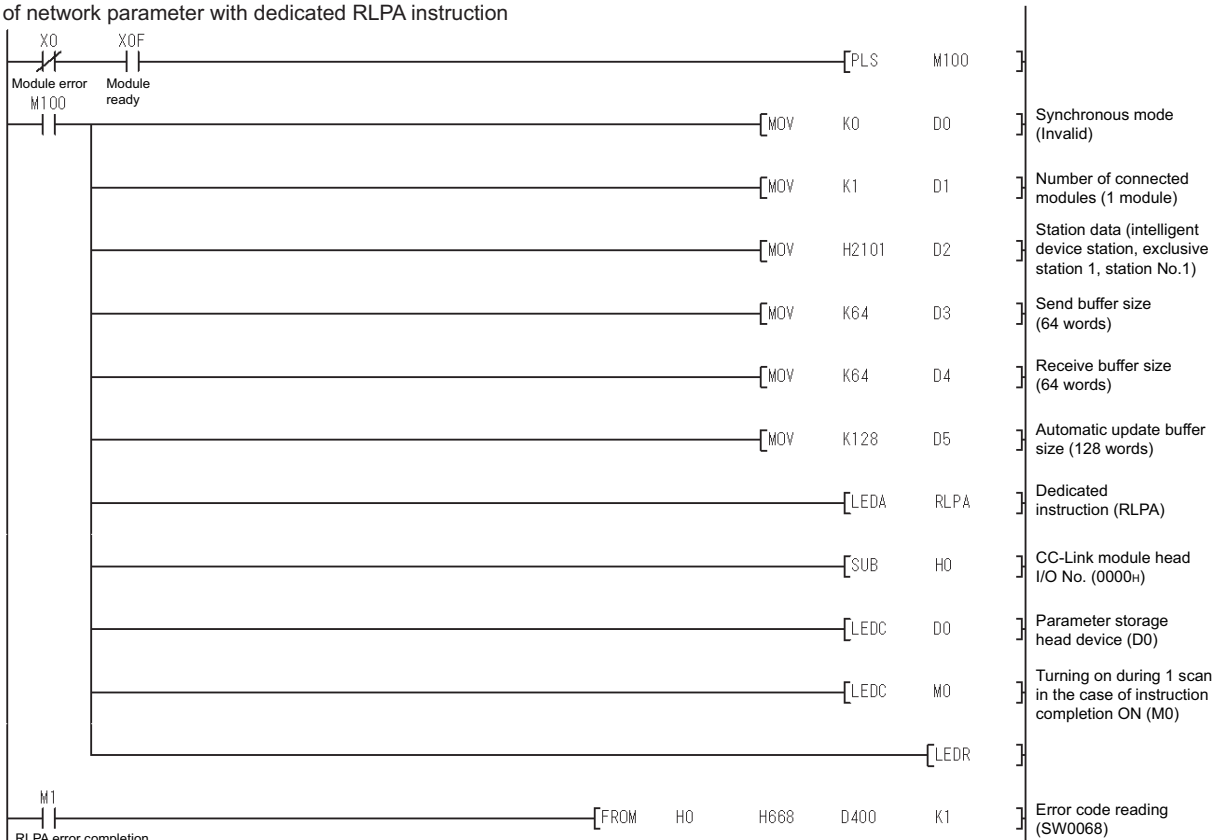 of network parameter with dedicated RLPA instruction
X0 X0F
PLS M100
Module error Module
ready
M100
MOV K0 D0
Synchronous mode
(Invalid)
MOV K1 D1
Number of connected
modules (1 module)
MOV H2101 D2
Station data (intelligent
device station, exclusive
station 1, station No.1)
MOV K64 D3
Send buffer size
(64 words)
MOV K64 D4
Receive buffer size
(64 words)
MOV K128 D5
Automatic update buffer
size (128 words)
LEDA RLPA
Dedicated
instruction (RLPA)
SUB H0
CC-Link module head
I/O No. (0000H)
LEDC D0
Parameter storage
head device (D0)
LEDC M0
Turning on during 1 scan
in the case of instruction
completion ON (M0)
LEDR
M1
FROM H0 H668 D400 K1
Error code reading
(SW0068)
RLPA error completion